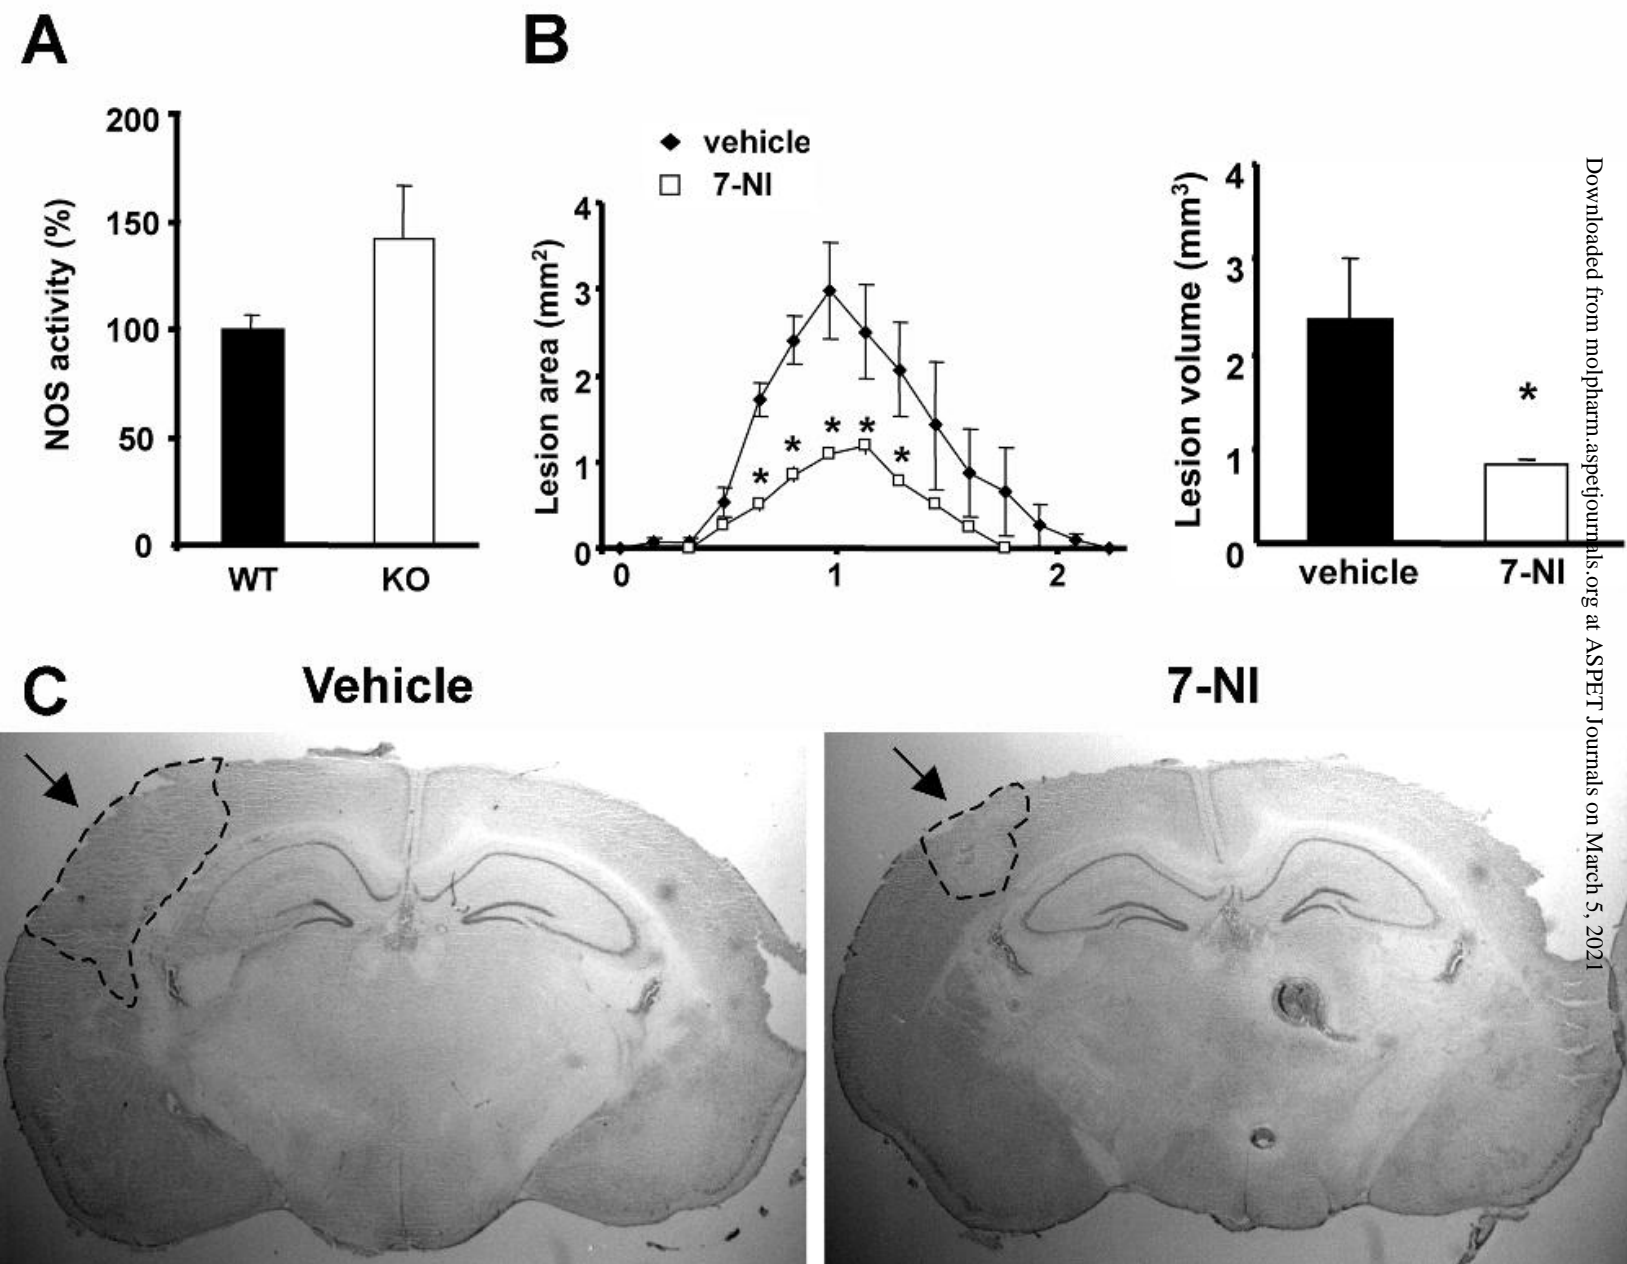 A
B
200
150
100
50
0
NOS activity (%)
WT
KO
vehicle
7-NI
4
3
2
1
0
Lesion area (mm²)
*
*
*
*
*
0
1
2
4
3
2
1
0
Lesion volume (mm³)
*
vehicle
7-NI
Downloaded from molpharm.aspetjournals.org at ASPET Journals on March 5, 2021
C
Vehicle
7-NI